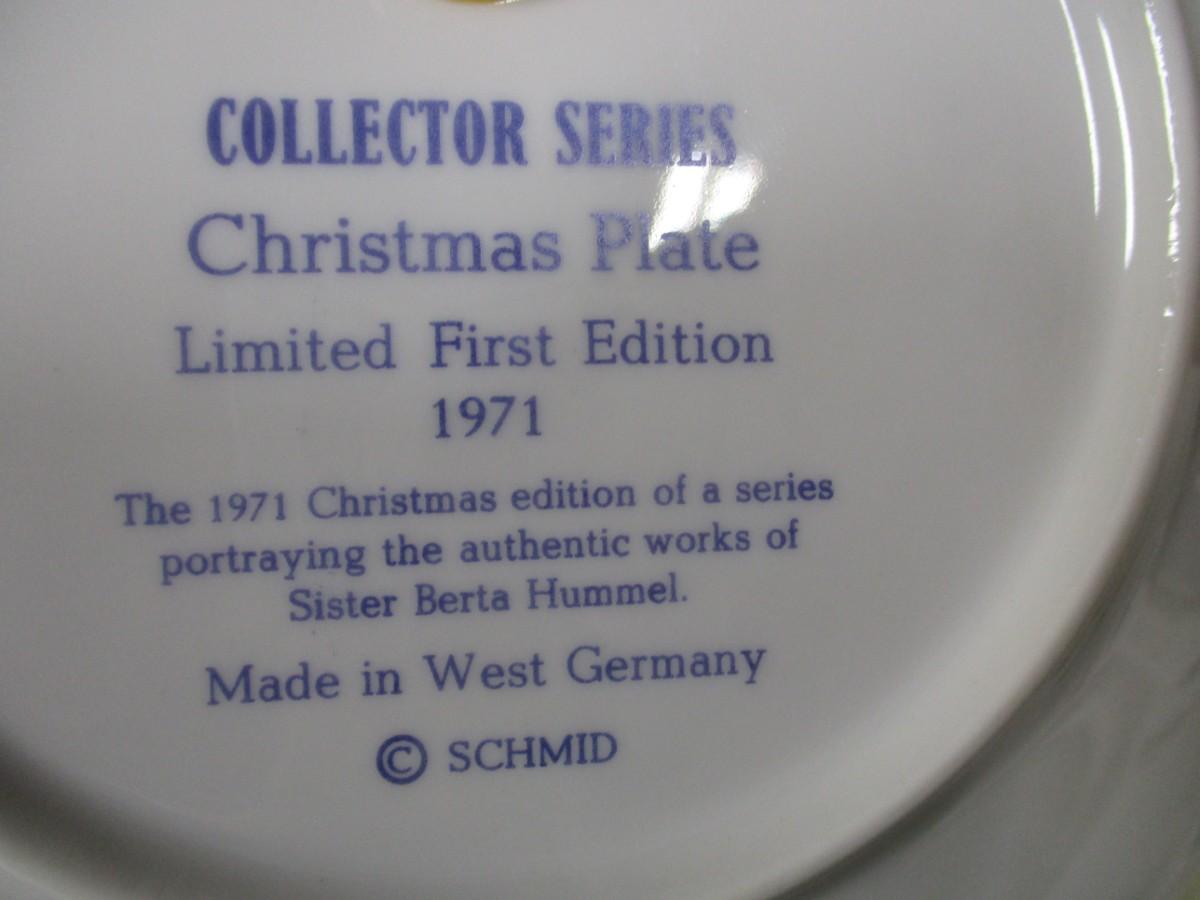 COLLECTOR SERIES
Christmas Plate
Limited First Edition
1971
The 1971 Christmas edition of a series
portraying the authentic works of
Sister Berta Hummel.
Made in West Germany
© SCHMID